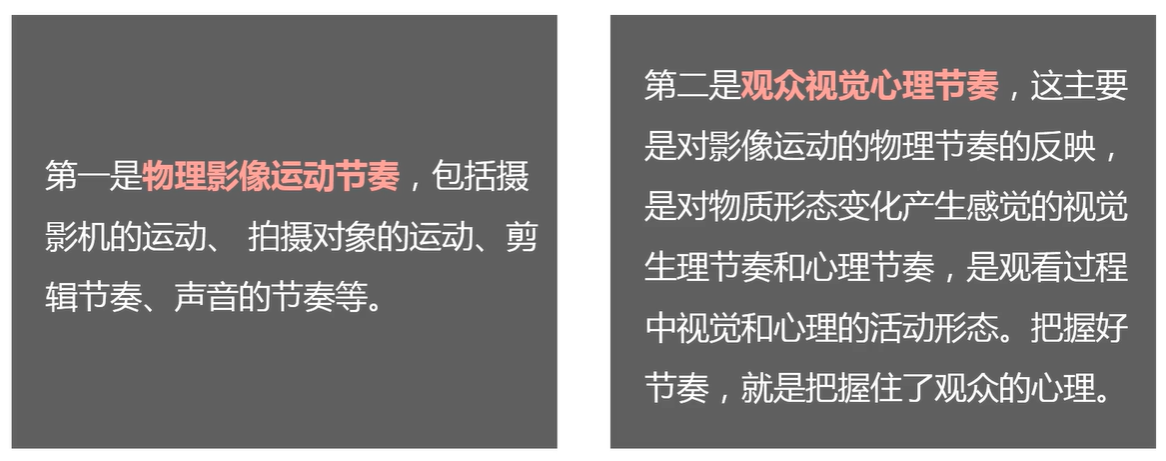 第一是物理影像运动节奏，包括摄
影机的运动、 拍摄对象的运动、剪
辑节奏、声音的节奏等。
第二是观众视觉心理节奏，这主要
是对影像运动的物理节奏的反映，
是对物质形态变化产生感觉的视觉
生理节奏和心理节奏，是观看过程
中视觉和心理的活动形态。把握好
节奏，就是把握住了观众的心理。